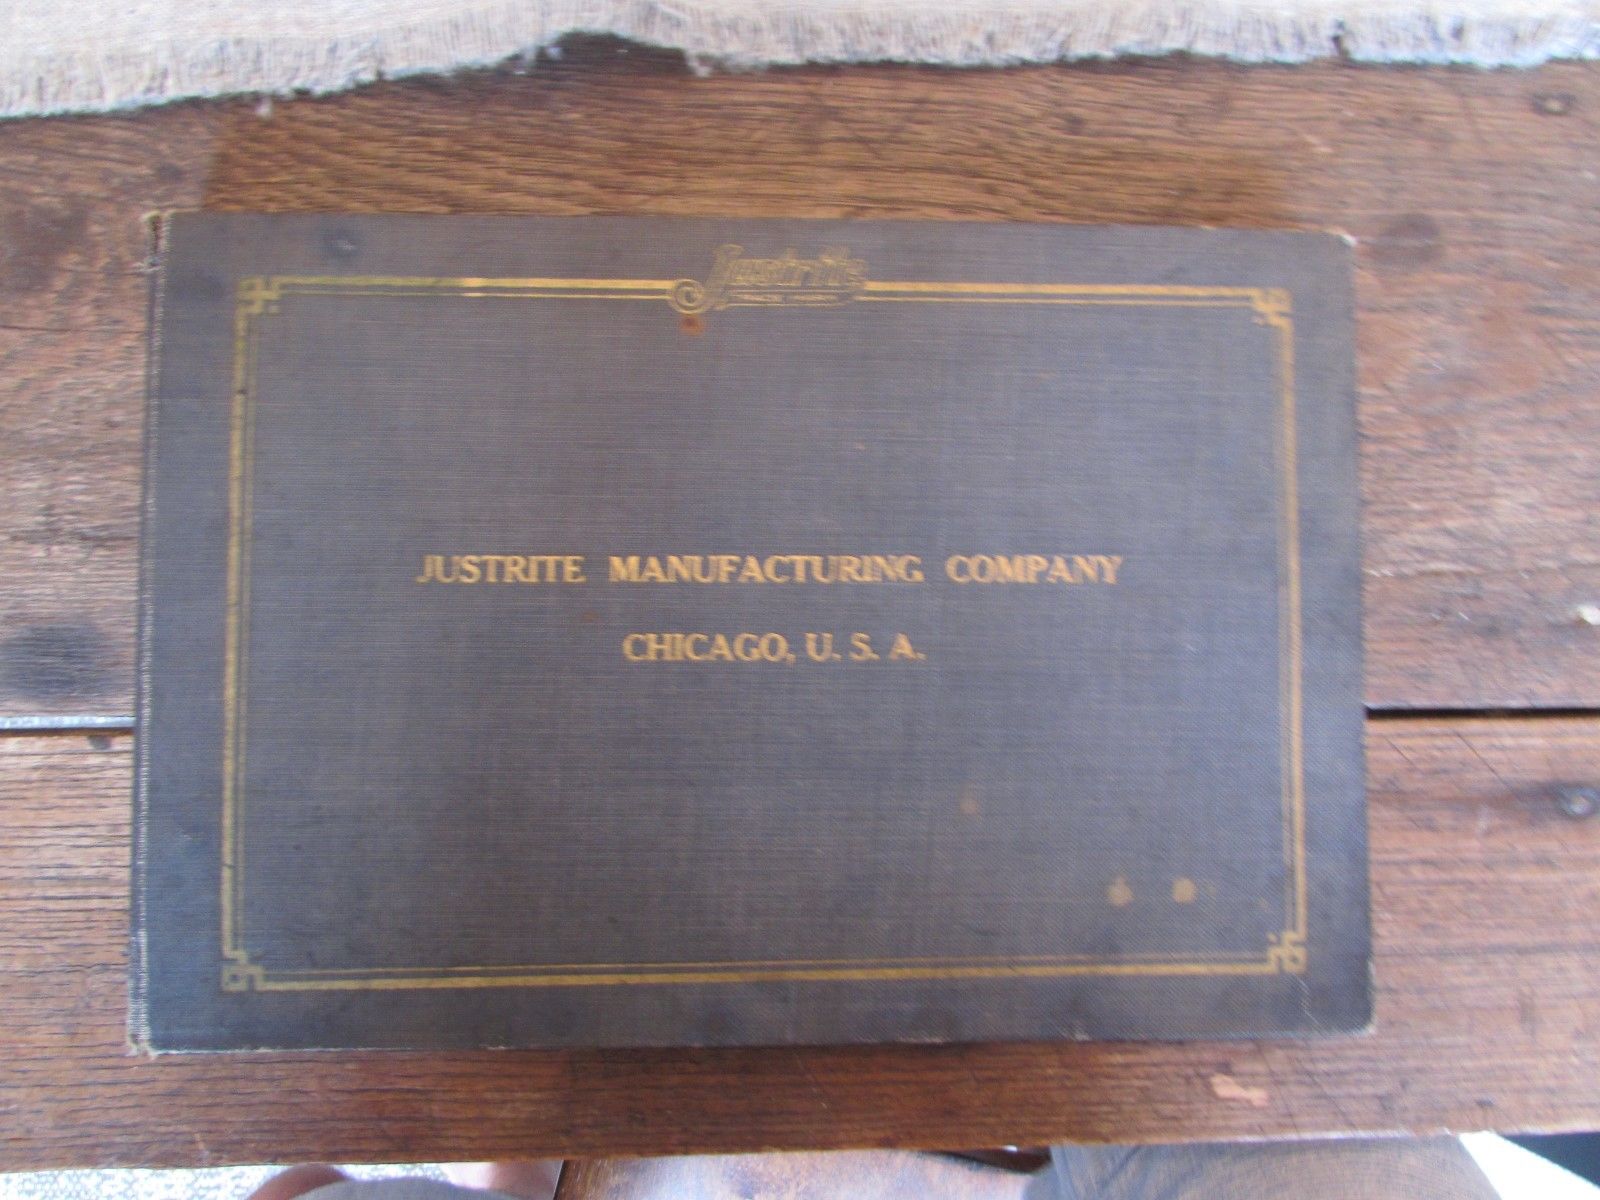 Justrite
JUSTRITE MANUFACTURING COMPANY
CHICAGO, U. S. A.